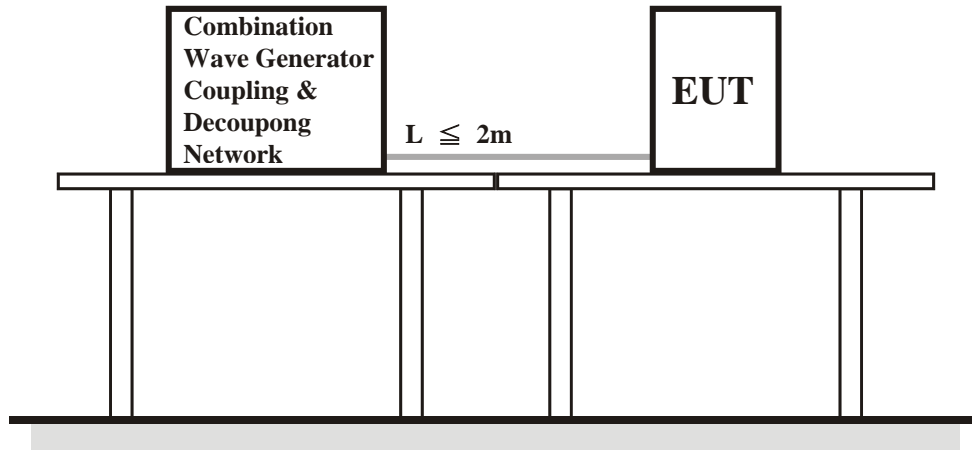 Combination
Wave Generator
Coupling &
Decoupong
Network
L ≦ 2m
EUT